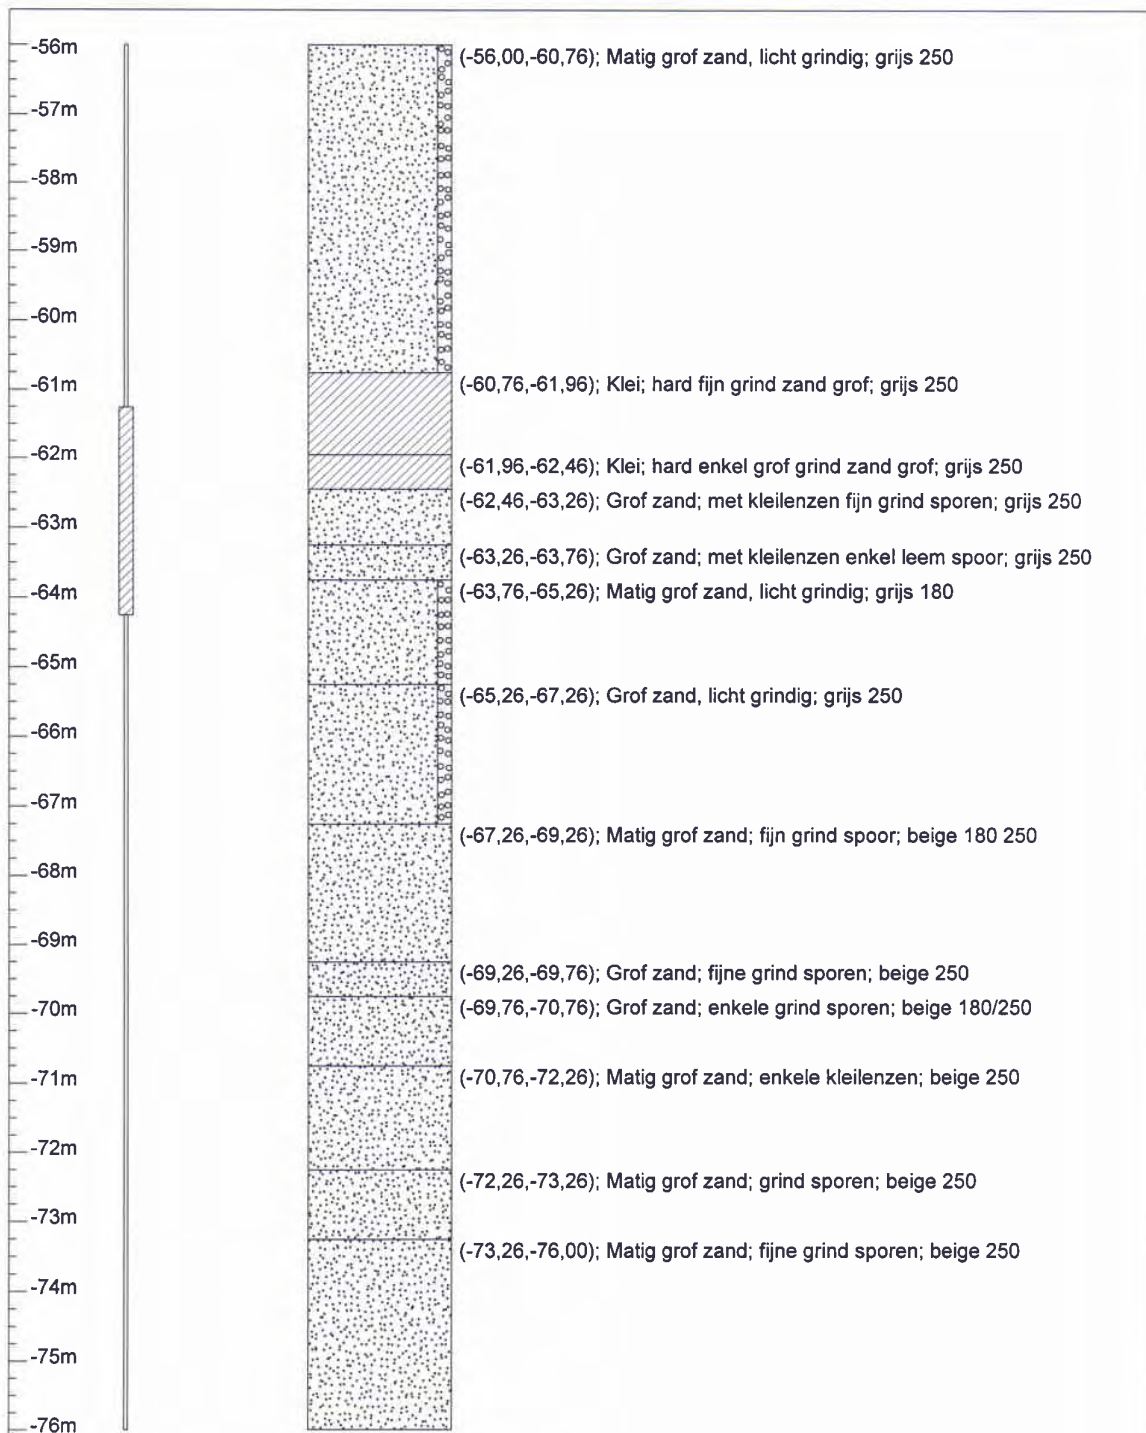 -56m
(-56,00,-60,76); Matig grof zand, licht grindig; grijs 250
-57m
-58m
-59m
-60m
-61m
(-60,76,-61,96); Klei; hard fijn grind zand grof; grijs 250
-62m
(-61,96,-62,46); Klei; hard enkel grof grind zand grof; grijs 250
(-62,46,-63,26); Grof zand; met kleilenzen fijn grind sporen; grijs 250
-63m
(-63,26,-63,76); Grof zand; met kleilenzen enkel leem spoor; grijs 250
-64m
(-63,76,-65,26); Matig grof zand, licht grindig; grijs 180
-65m
(-65,26,-67,26); Grof zand, licht grindig; grijs 250
-66m
-67m
(-67,26,-69,26); Matig grof zand; fijn grind spoor; beige 180 250
-68m
-69m
(-69,26,-69,76); Grof zand; fijne grind sporen; beige 250
-70m
(-69,76,-70,76); Grof zand; enkele grind sporen; beige 180/250
-71m
(-70,76,-72,26); Matig grof zand; enkele kleilenzen; beige 250
-72m
(-72,26,-73,26); Matig grof zand; grind sporen; beige 250
-73m
(-73,26,-76,00); Matig grof zand; fijne grind sporen; beige 250
-74m
-75m
-76m